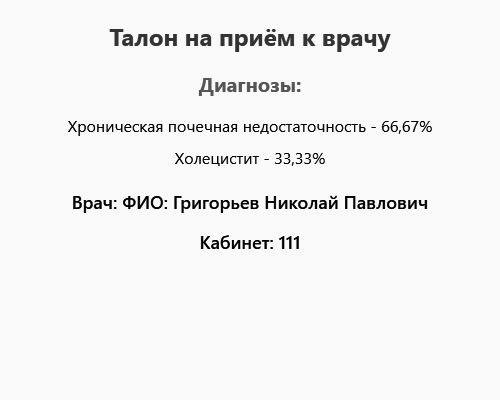 Талон на приём к врачу
Диагнозы:
Хроническая почечная недостаточность - 66,67%
Холецистит - 33,33%
Врач: ФИО: Григорьев Николай Павлович
Кабинет: 111